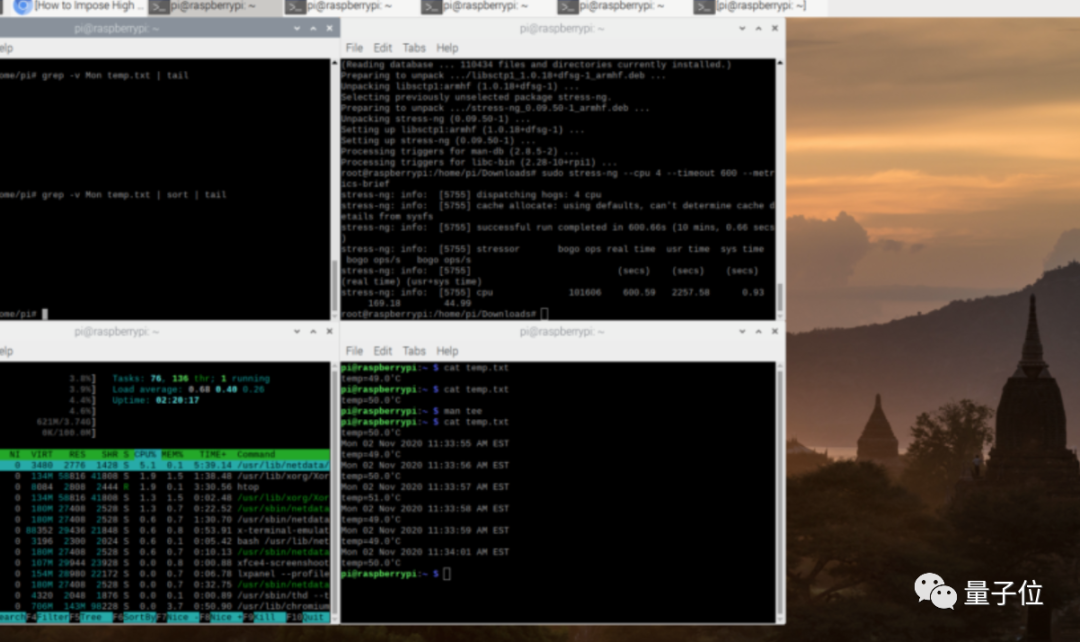 [How to Impose High ...
pi@raspberrypi: ~
pi@raspberrypi: ~
pi@raspberrypi: ~
pi@raspberrypi: ~
[pi@raspberrypi: ~]
pi@raspberrypi: ~
elp
ome/pi# grep -v Mon temp.txt | tail
ome/pi# grep -v Mon temp.txt | sort | tail
ome/pi#
pi@raspberrypi: ~
File Edit Tabs Help
(Reading database ... 110434 files and directories currently installed.)
Preparing to unpack .../libsctp1_1.0.18+dfsg-1_armhf.deb ...
Unpacking libsctp1:armhf (1.0.18+dfsg-1) ...
Selecting previously unselected package stress-ng.
Preparing to unpack .../stress-ng_0.09.50-1_armhf.deb ...
Unpacking stress-ng (0.09.50-1) ...
Setting up libsctp1:armhf (1.0.18+dfsg-1) ...
Setting up stress-ng (0.09.50-1) ...
Processing triggers for man-db (2.8.5-2) ...
Processing triggers for libc-bin (2.28-10+rpi1) ...
root@raspberrypi:/home/pi/Downloads# sudo stress-ng --cpu 4 --timeout 600 --metr
ics-brief
stress-ng: info: [5755] dispatching hogs: 4 cpu
stress-ng: info: [5755] cache allocate: using defaults, can't determine cache d
etails from sysfs
stress-ng: info: [5755] successful run completed in 600.66s (10 mins, 0.66 secs
)
stress-ng: info: [5755] stressor bogo ops real time usr time sys time
bogo ops/s bogo ops/s
stress-ng: info: [5755] (secs) (secs) (secs)
(real time) (usr+sys time)
stress-ng: info: [5755] cpu 101606 600.59 2257.58 0.93
169.18 44.99
root@raspberrypi:/home/pi/Downloads#
pi@raspberrypi: ~
elp
3.8%] Tasks: 76, 136 thr; 1 running
3.9%] Load average: 0.68 0.40 0.26
4.4%] Uptime: 02:20:17
4.6%]
621M/3.74G]
0K/100.0M]
NI VIRT RES SHR S CPU% MEM% TIME+ Command
0 3480 2776 1420 S 5.1 0.1 5:39.14 /usr/lib/netdata/
0 134M 58816 41808 S 1.9 1.5 1:38.48 /usr/lib/xorg/Xor
0 2808 2444 R 1.9 0.1 3:30.56 htop
0 134M 58816 41808 S 1.3 1.5 0:02.48 /usr/lib/xorg/Xor
0 180M 27408 2528 S 1.3 0.7 0:22.52 /usr/sbin/netdata
0 180M 27408 2528 S 0.6 0.7 1:30.70 /usr/sbin/netdata
0 29436 21848 S 0.6 0.8 0:53.91 x-terminal-emulat
0 3196 2300 2024 S 0.6 0.1 0:05.42 bash /usr/lib/net
0 180M 27408 2528 S 0.6 0.7 0:10.13 /usr/sbin/netdata
0 107M 29944 S 0.0 0.8 0:00.88 xfce4-screenshoot
0 154M 22172 S 0.0 0.7 0:06.78 lxpanel --profile
0 180M 27408 2528 S 0.0 0.7 0:32.75 /usr/sbin/netdata
0 4320 2048 1876 S 0.0 0.1 0:00.89 /usr/sbin/thd --t
0 706M 143M 90228 S 0.0 3.7 0:50.90 /usr/lib/chromium
earchF4FilterF5Tree F6SortByF7Nice -F8Nice +F9Kill F10Quit
pi@raspberrypi: ~
File Edit Tabs Help
pi@raspberrypi:~ $ cat temp.txt
temp=49.0'C
pi@raspberrypi:~ $ cat temp.txt
temp=50.0'C
pi@raspberrypi:~ $ man tee
pi@raspberrypi:~ $ cat temp.txt
temp=50.0'C
Mon 02 Nov 2020 11:33:55 AM EST
temp=49.0'C
Mon 02 Nov 2020 11:33:56 AM EST
temp=50.0'C
Mon 02 Nov 2020 11:33:57 AM EST
temp=51.0'C
Mon 02 Nov 2020 11:33:58 AM EST
temp=49.0'C
Mon 02 Nov 2020 11:33:59 AM EST
temp=49.0'C
Mon 02 Nov 2020 11:34:01 AM EST
temp=50.0'C
pi@raspberrypi:~ $
量子位